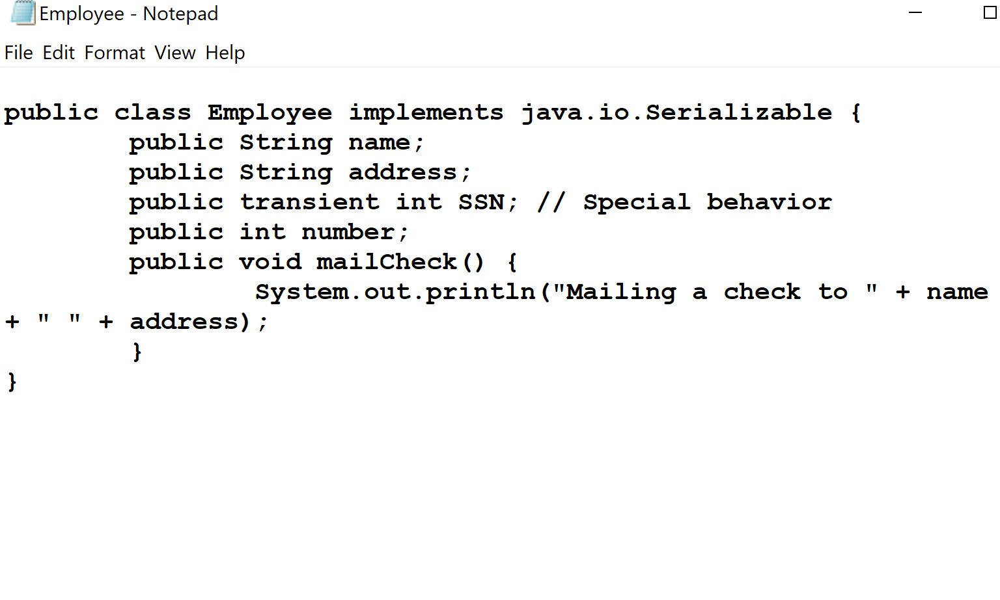 Employee - Notepad
File Edit Format View Help
public class Employee implements java.io.Serializable {
public String name;
public String address;
public transient int SSN; // Special behavior
public int number;
public void mailCheck() {
System.out.println("Mailing a check to " + name
+ " " + address);
}
}